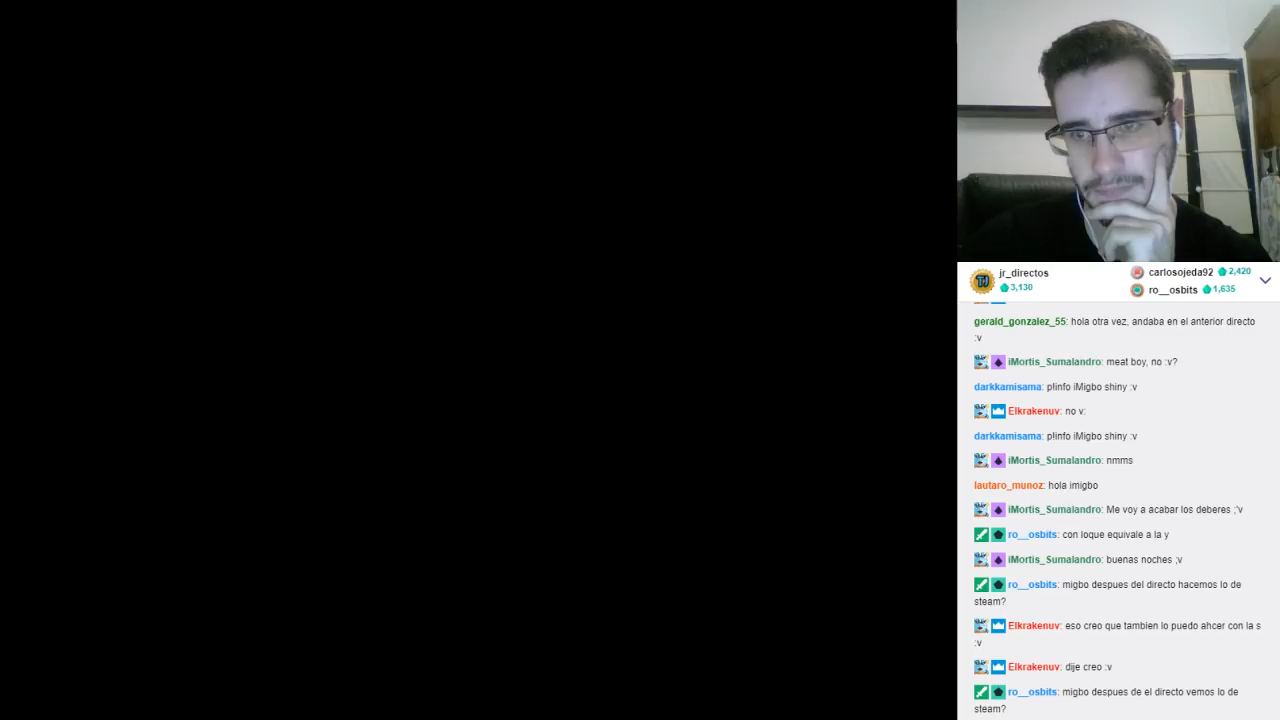 jr_directos
3,130
carlosojeda92 2,420
ro__osbits 1,635
gerald_gonzalez_55: hola otra vez, andaba en el anterior directo
:v
iMortis_Sumalandro: meat boy, no :v?
darkkamisama: p!info iMigbo shiny :v
Elkrakenuv: no v:
darkkamisama: p!info iMigbo shiny :v
iMortis_Sumalandro: nmms
lautaro_munoz: hola imigbo
iMortis_Sumalandro: Me voy a acabar los deberes ;'v
ro__osbits: con loque equivale a la y
iMortis_Sumalandro: buenas noches ;v
ro__osbits: migbo despues del directo hacemos lo de
steam?
Elkrakenuv: eso creo que tambien lo puedo ahcer con la s
:v
Elkrakenuv: dije creo :v
ro__osbits: migbo despues de el directo vemos lo de
steam?